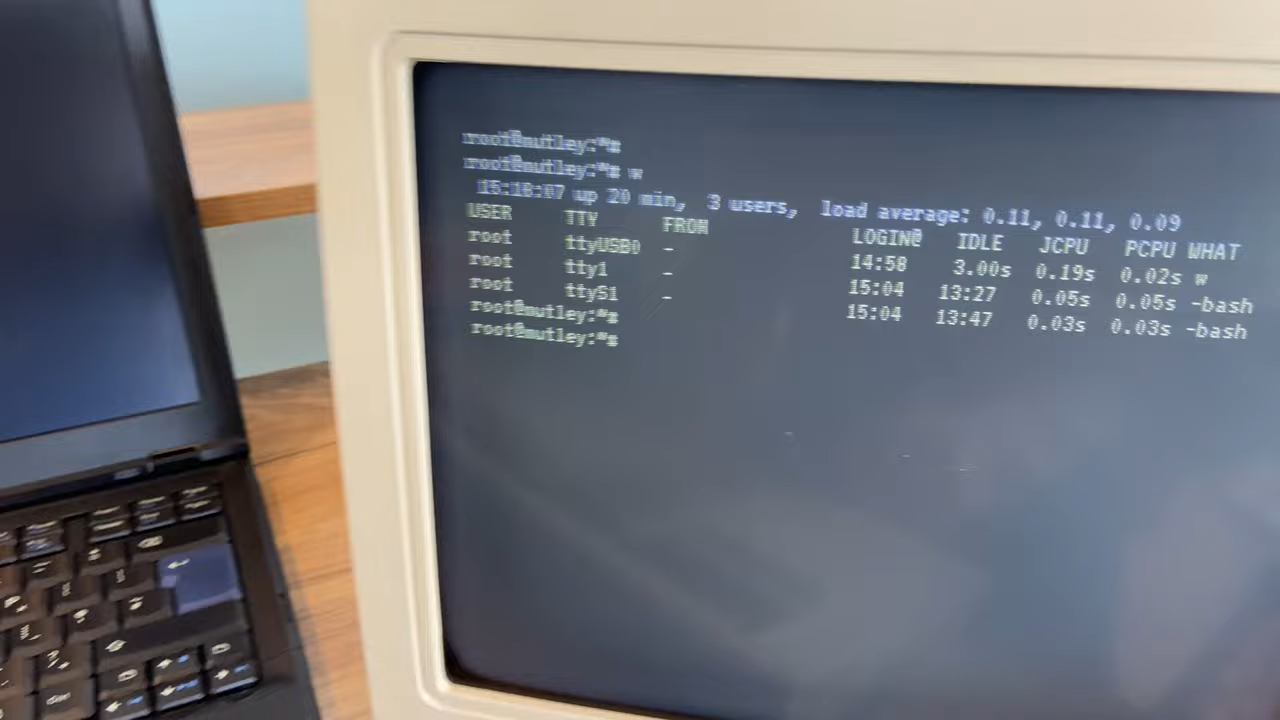 root@mutley:~#
root@mutley:~# w
15:18:07 up 20 min, 3 users, load average: 0.11, 0.11, 0.09
USER TTY FROM LOGIN@ IDLE JCPU PCPU WHAT
root ttyUSB0 - 14:58 3.00s 0.19s 0.02s w
root tty1 - 15:04 13:27 0.05s 0.05s -bash
root ttyS1 - 15:04 13:47 0.03s 0.03s -bash
root@mutley:~#
root@mutley:~#